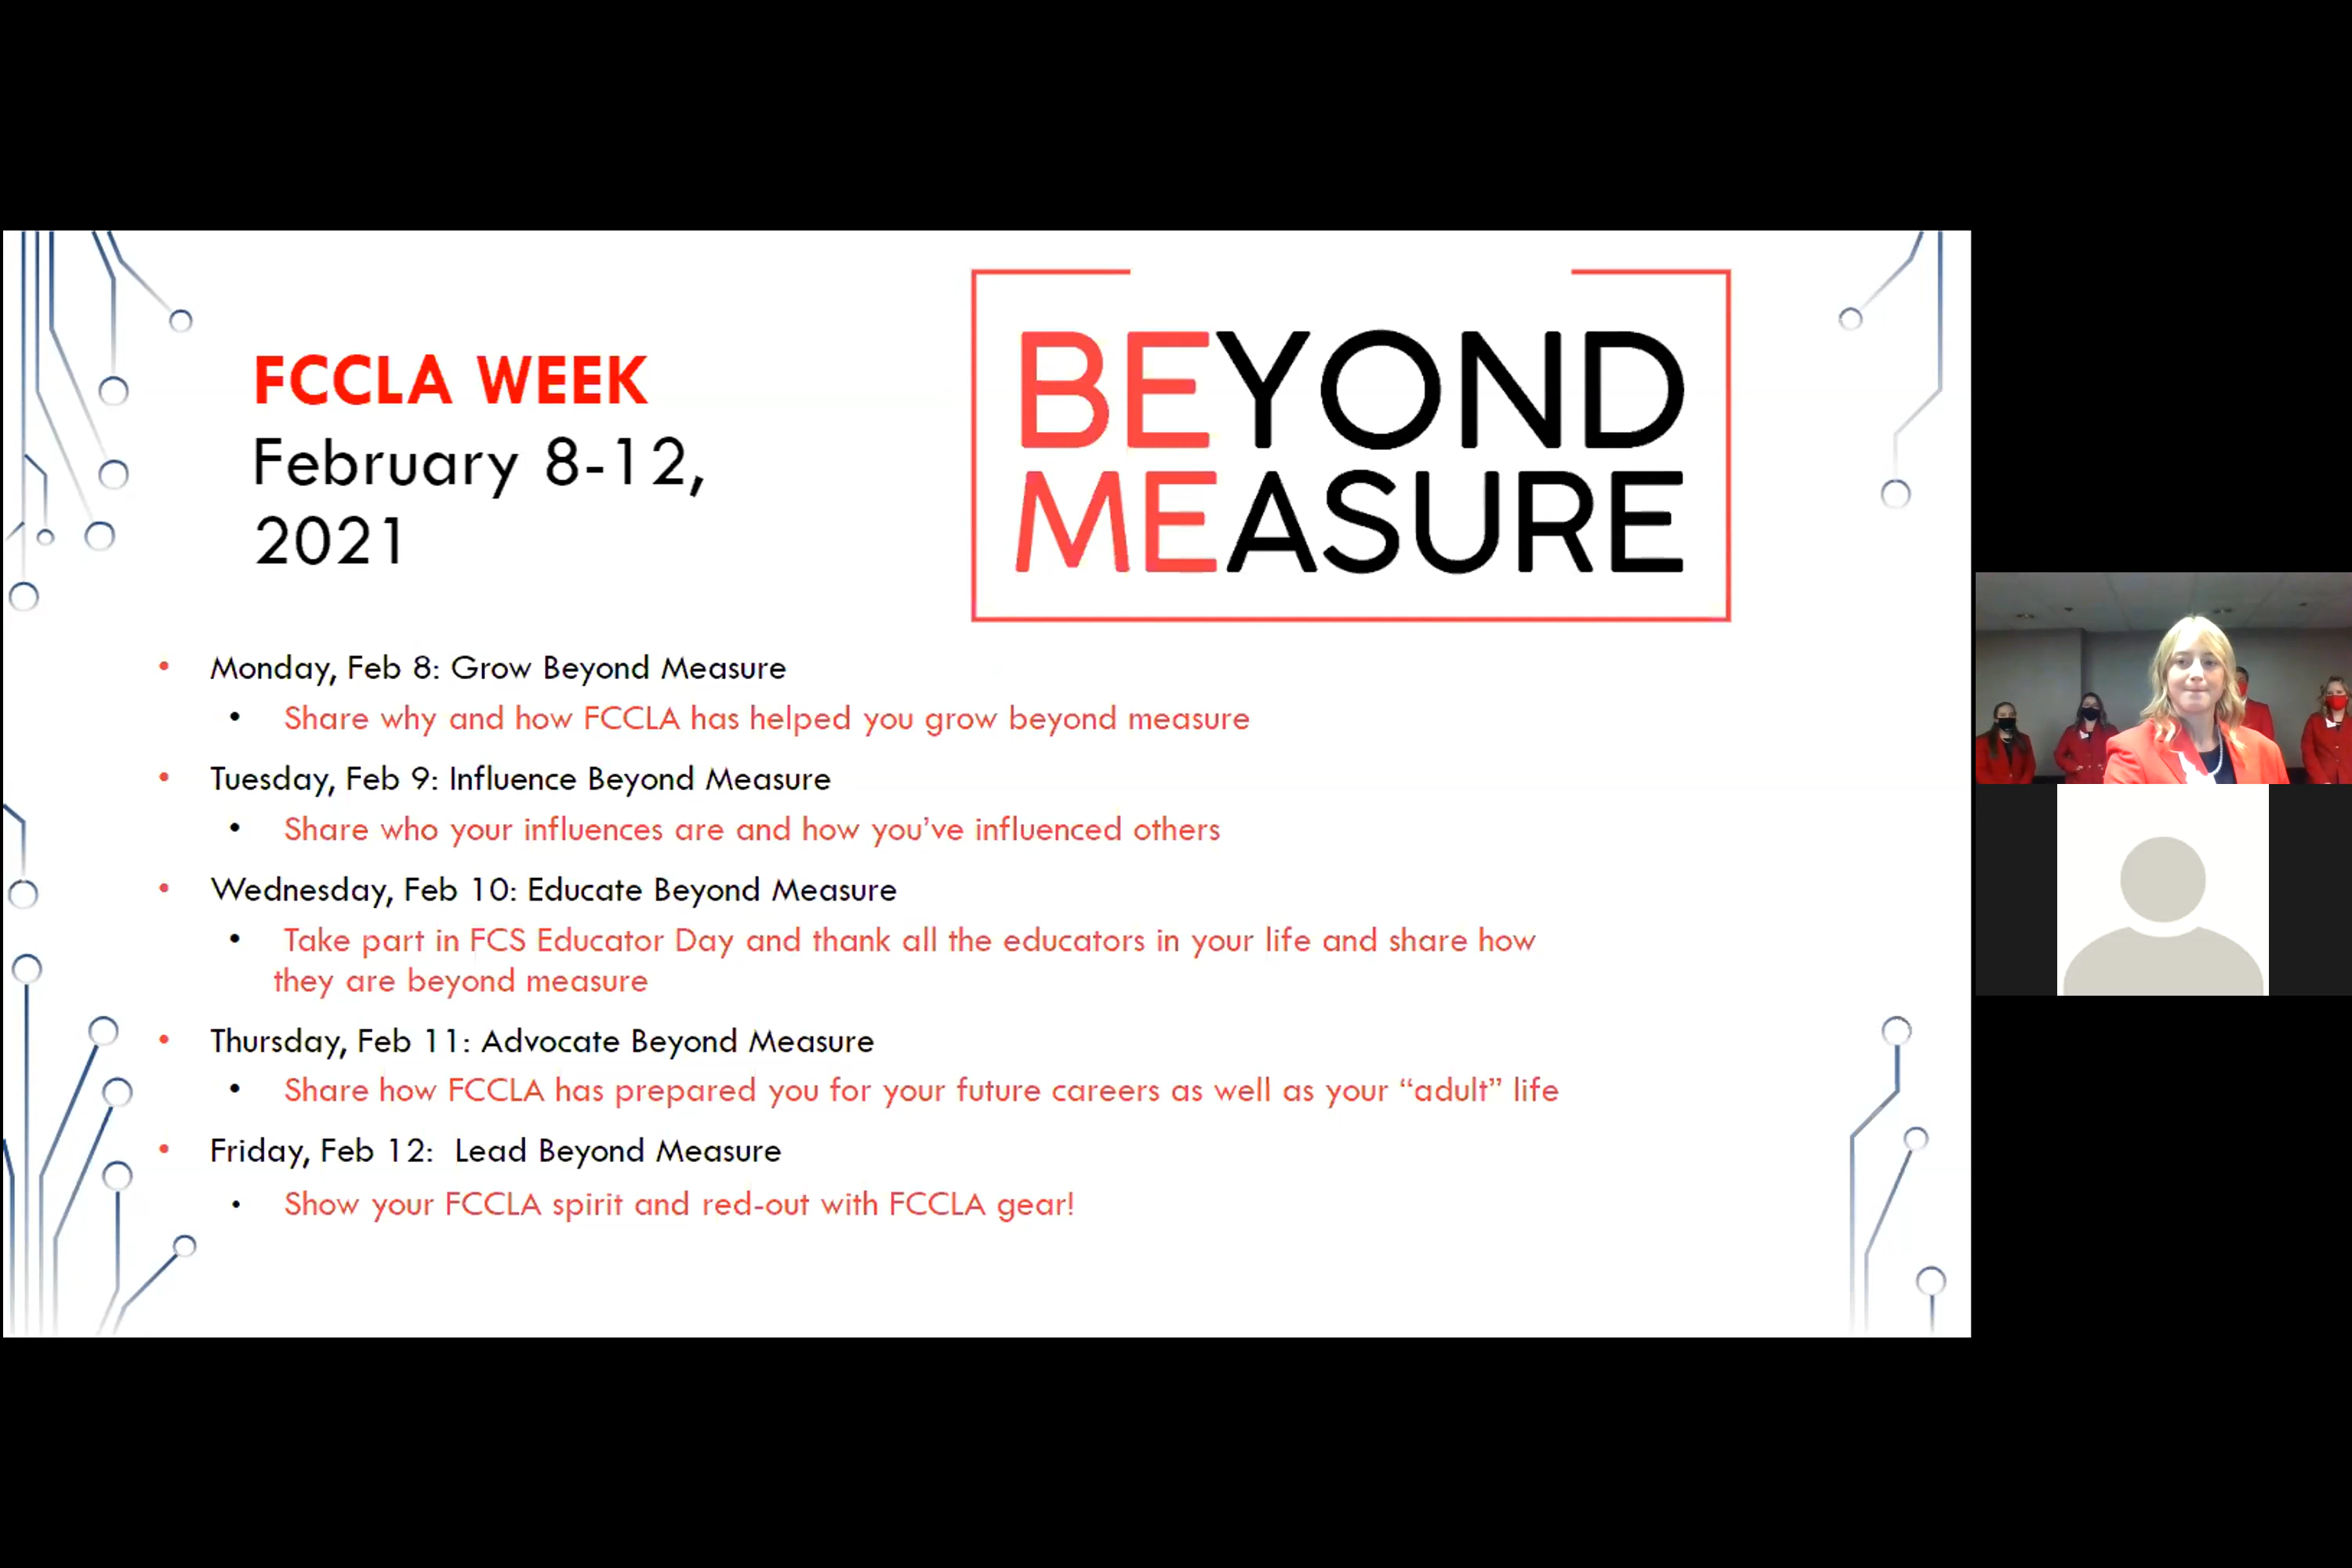 FCCLA WEEK
February 8-12,
2021
BEYOND
MEASURE
• Monday, Feb 8: Grow Beyond Measure
• Share why and how FCCLA has helped you grow beyond measure
• Tuesday, Feb 9: Influence Beyond Measure
• Share who your influences are and how you’ve influenced others
• Wednesday, Feb 10: Educate Beyond Measure
• Take part in FCS Educator Day and thank all the educators in your life and share how
they are beyond measure
• Thursday, Feb 11: Advocate Beyond Measure
• Share how FCCLA has prepared you for your future careers as well as your “adult” life
• Friday, Feb 12:  Lead Beyond Measure
• Show your FCCLA spirit and red-out with FCCLA gear!